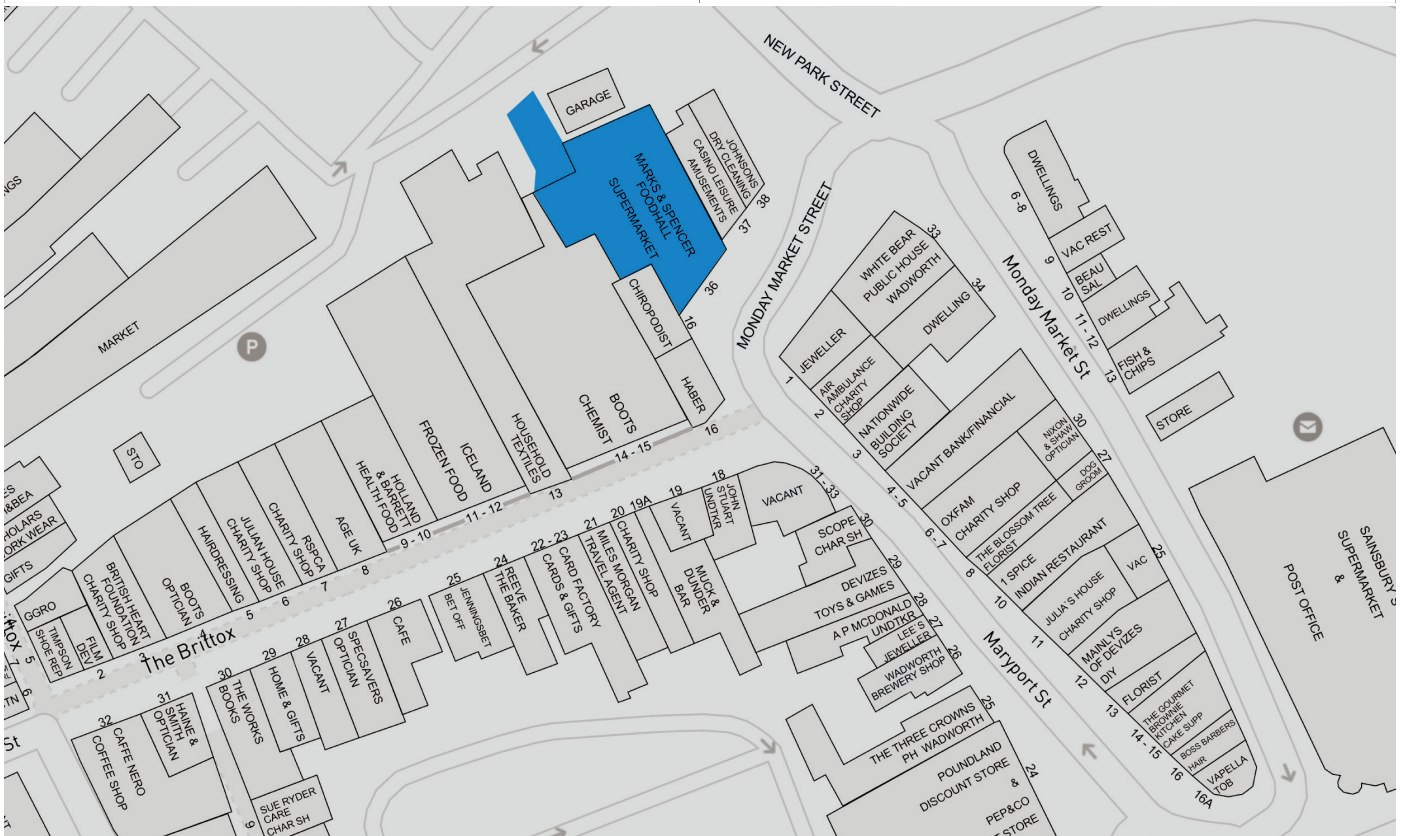 NEW PARK STREET
GARAGE
MARKS & SPENCER
FOODHALL
SUPERMARKET
JOHNSONS
DRY CLEANING
CASINO LEISURE
AMUSEMENTS
38
37
36
MONDAY MARKET STREET
CHIROPODIST
16
HABER
16
BOOTS
CHEMIST
14 - 15
HOUSEHOLD
TEXTILES
13
ICELAND
FROZEN FOOD
11 - 12
HOLLAND
& BARRETT
HEALTH FOOD
9 - 10
AGE UK
8
RSPCA
CHARITY SHOP
7
JULIAN HOUSE
CHARITY SHOP
6
HAIRDRESSING
5
BOOTS
OPTICIAN
4
BRITISH HEART
FOUNDATION
CHARITY SHOP
3
FILM
DEV
2
TIMPSON
SHOE REP
GGRO
5
6
7
GIFTS
MARKET
P
STO
The Brittox
32
CAFFE NERO
COFFEE SHOP
31
HAINE &
SMITH
OPTICIAN
30
THE WORKS
BOOKS
29
HOME & GIFTS
28
VACANT
27
SPECSAVERS
OPTICIAN
26
CAFE
25
JENNINGSBET
BET OFF
24
REEVE
THE BAKER
22 - 23
CARD FACTORY
CARDS & GIFTS
21
MILES MORGAN
TRAVEL AGENT
20
CHARITY SHOP
19A
MUCK &
DUNDER
BAR
19
VACANT
18
JOHN
STUART
UNDTKR
VACANT
31 - 33
SCOPE
CHAR SH
30
DEVIZES
TOYS & GAMES
29
A P MCDONALD
UNDTKR
28
LEE'S
JEWELLER
27
WADWORTH
BREWERY SHOP
26
THE THREE CROWNS
PH WADWORTH
25
POUNDLAND
DISCOUNT STORE
&
PEP&CO
STORE
24
SUE RYDER
CARE
CHAR SH
9
St
WHITE BEAR
PUBLIC HOUSE
WADWORTH
33
DWELLING
34
JEWELLER
1
AIR
AMBULANCE
CHARITY
SHOP
2
NATIONWIDE
BUILDING
SOCIETY
3
VACANT BANK/FINANCIAL
4 - 5
OXFAM
CHARITY SHOP
6 - 7
NIXON
& SHAW
OPTICIAN
30
DOG
GROOM
27
THE BLOSSOM TREE
FLORIST
8
1 SPICE
INDIAN RESTAURANT
10
JULIA'S HOUSE
CHARITY SHOP
11
VAC
25
MAINLYS
OF DEVIZES
DIY
12
FLORIST
13
THE GOURMET
BROWNIE
KITCHEN
CAKE SUPP
14 - 15
BOSS BARBERS
HAIR
16
VAPELLA
TOB
16A
Maryport St
Monday Market St
DWELLINGS
6 -8
VAC REST
9
BEAU
SAL
10
DWELLINGS
11 - 12
FISH &
CHIPS
13
STORE
SAINSBURY'S
SUPERMARKET
&
POST OFFICE